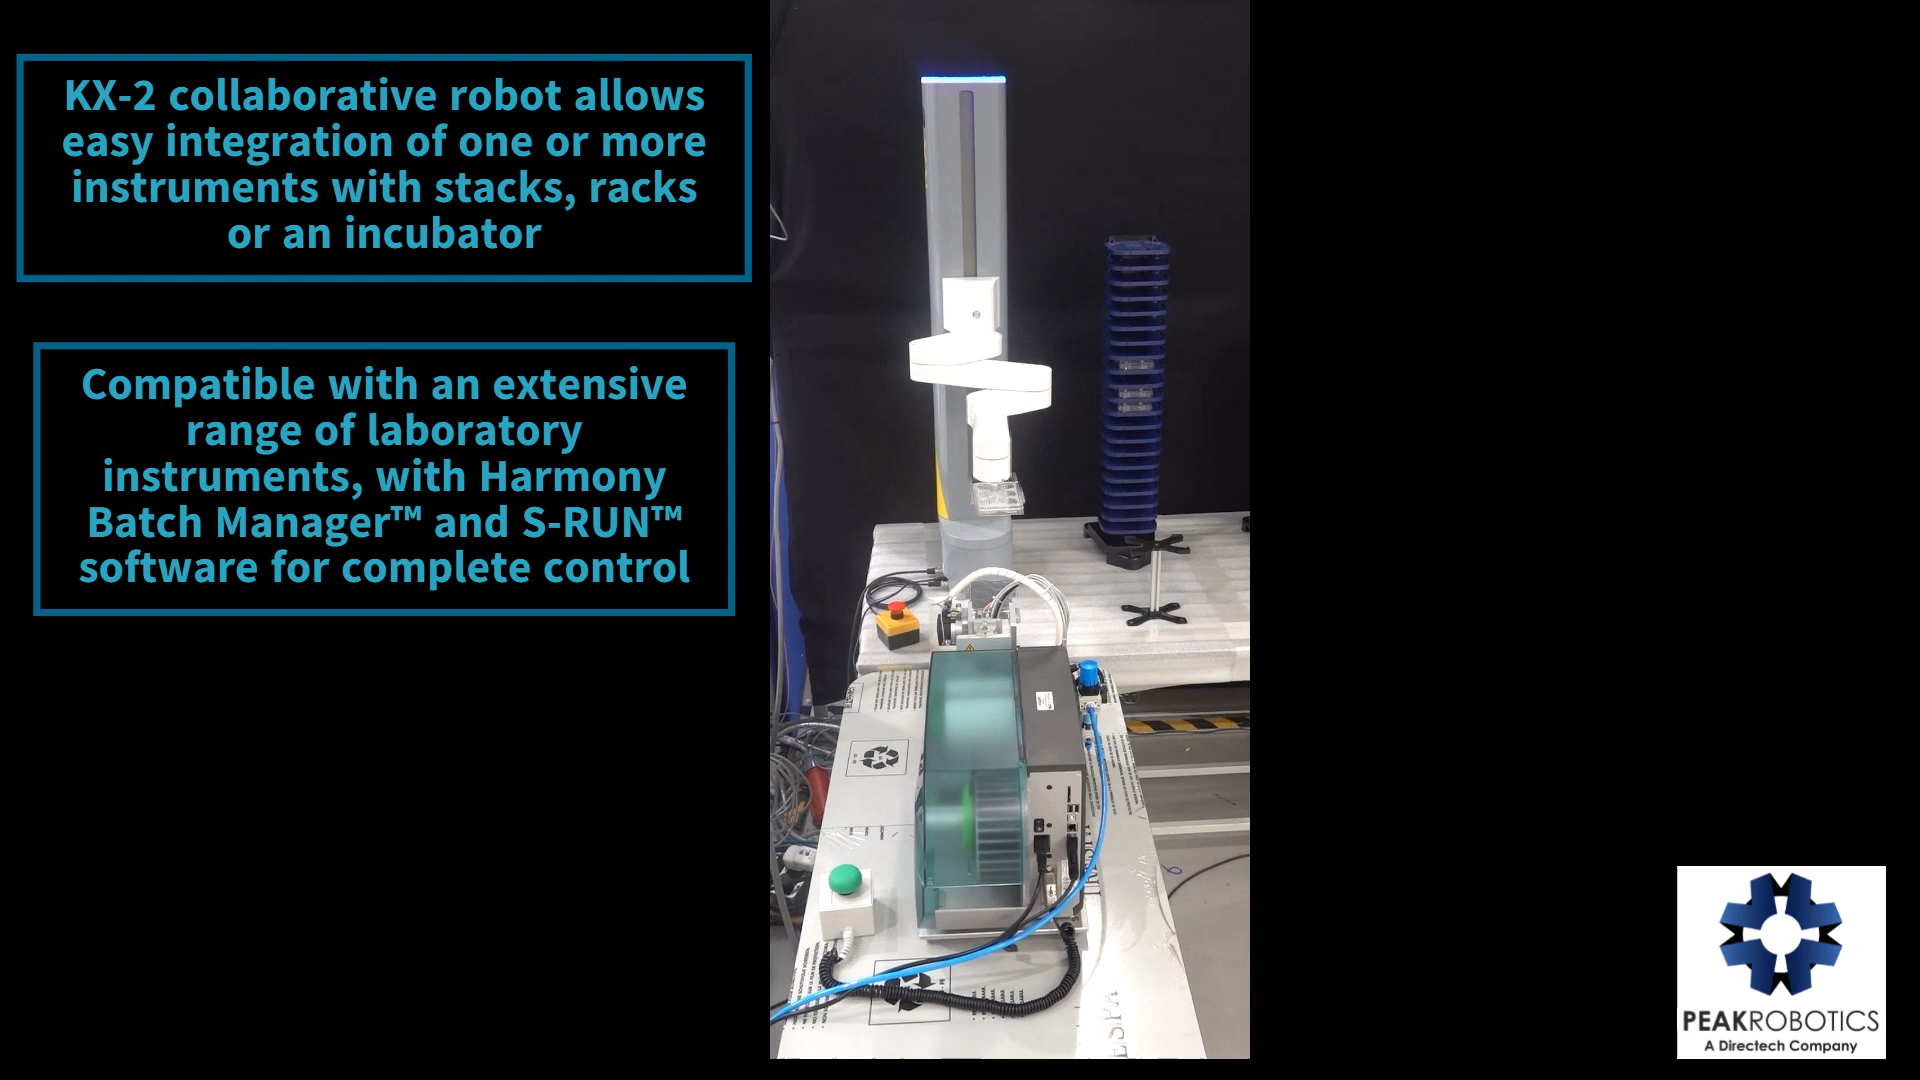 KX-2 collaborative robot allows
easy integration of one or more
instruments with stacks, racks
or an incubator
Compatible with an extensive
range of laboratory
instruments, with Harmony
Batch Manager™ and S-RUN™
software for complete control
PEAKROBOTICS
A Directech Company